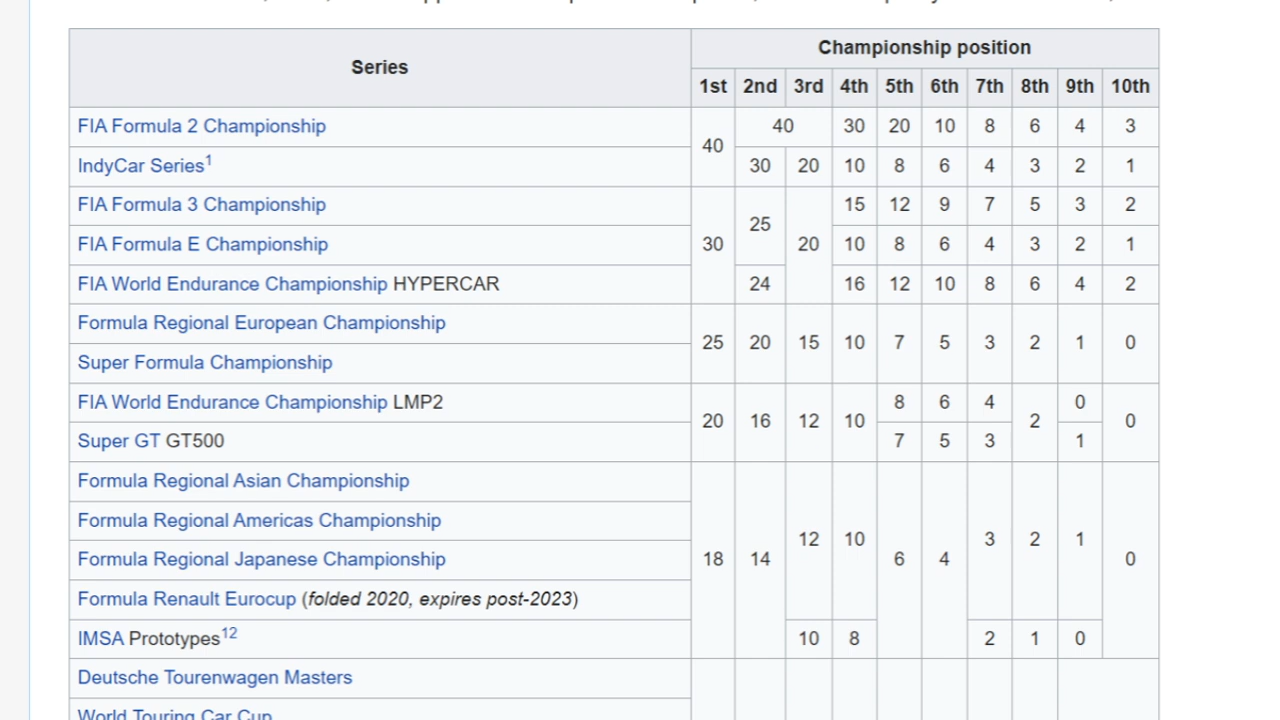 Series
Championship position
1st 2nd 3rd 4th 5th 6th 7th 8th 9th 10th
FIA Formula 2 Championship 40 40 30 20 10 8 6 4 3
IndyCar Series1 30 20 10 8 6 4 3 2 1
FIA Formula 3 Championship 30 25 20 15 12 9 7 5 3 2
FIA Formula E Championship 10 8 6 4 3 2 1
FIA World Endurance Championship HYPERCAR 24 16 12 10 8 6 4 2
Formula Regional European Championship 25 20 15 10 7 5 3 2 1 0
Super Formula Championship
FIA World Endurance Championship LMP2 20 16 12 10 8 6 4 2 0 0
Super GT GT500 7 5 3 1
Formula Regional Asian Championship 18 14 12 10 6 4 3 2 1 0
Formula Regional Americas Championship
Formula Regional Japanese Championship
Formula Renault Eurocup (folded 2020, expires post-2023)
IMSA Prototypes12 10 8 2 1 0
Deutsche Tourenwagen Masters
World Touring Car Cup